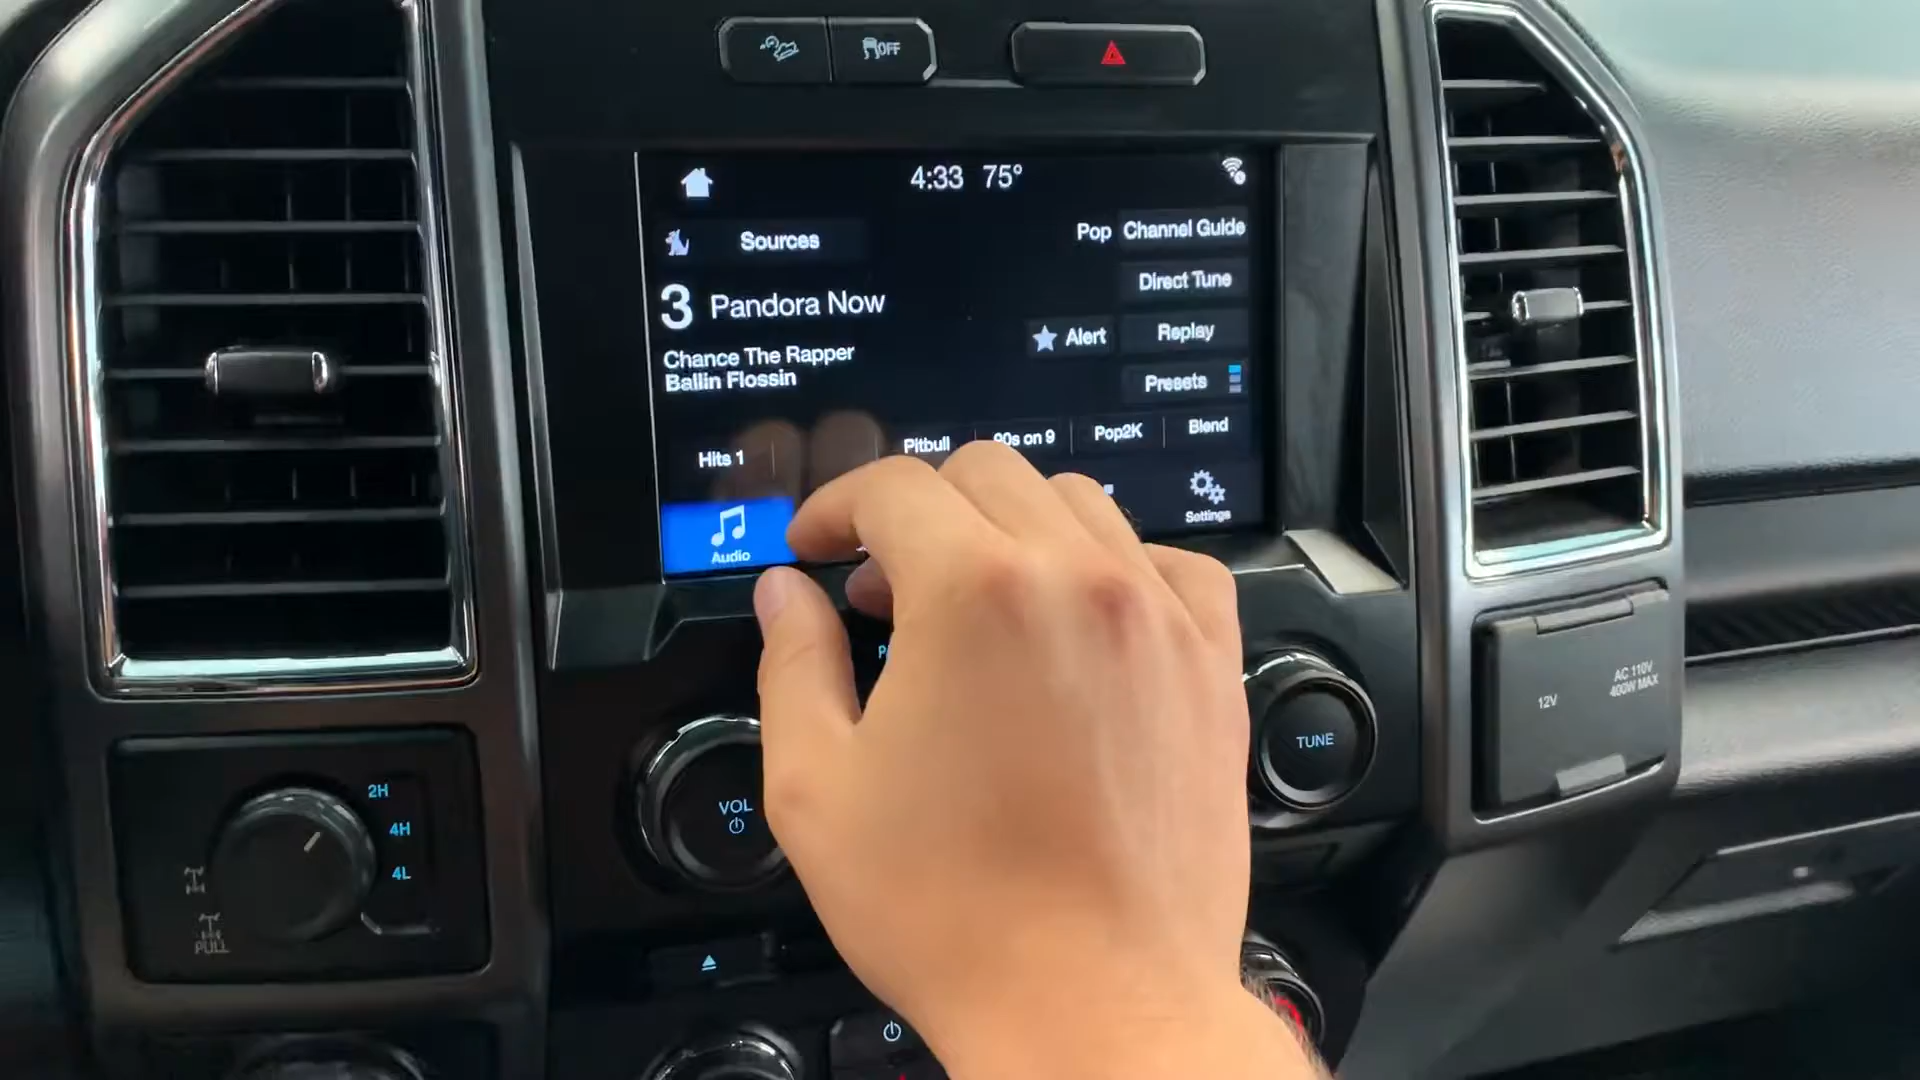 OFF
4:33 75°
Sources
Pop Channel Guide
Direct Tune
3 Pandora Now
Alert Replay
Chance The Rapper
Ballin Flossin
Presets
Hits 1 Pitbull 90s on 9 Pop2K Blend
Audio
Settings
VOL
TUNE
12V
AC 110V
400W MAX
2H
4H
4L
PULL